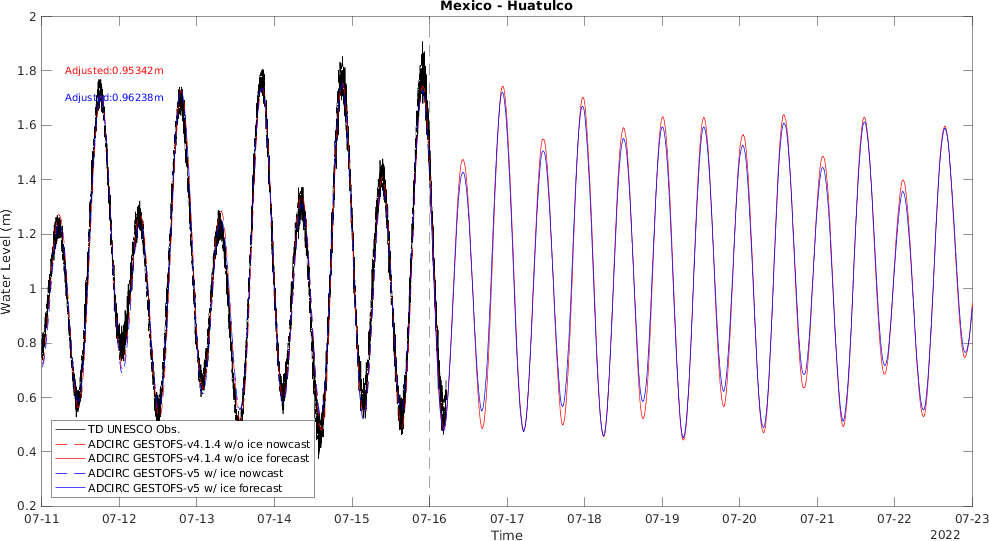 Mexico - Huatulco
2
1.8
1.6
1.4
1.2
1
0.8
0.6
0.4
0.2
Water Level (m)
Adjusted:0.95342m
Adjusted:0.96238m
TD UNESCO Obs.
ADCIRC GESTOFS-v4.1.4 w/o ice nowcast
ADCIRC GESTOFS-v4.1.4 w/o ice forecast
ADCIRC GESTOFS-v5 w/ ice nowcast
ADCIRC GESTOFS-v5 w/ ice forecast
07-11 07-12 07-13 07-14 07-15 07-16 07-17 07-18 07-19 07-20 07-21 07-22 07-23
Time
2022